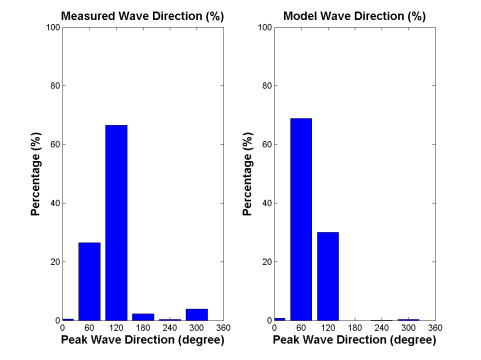 Measured Wave Direction (%)
100
80
60
40
20
0
Percentage (%)
0 60 120 180 240 300 360
Peak Wave Direction (degree)
Model Wave Direction (%)
100
80
60
40
20
0
Percentage (%)
0 60 120 180 240 300 360
Peak Wave Direction (degree)